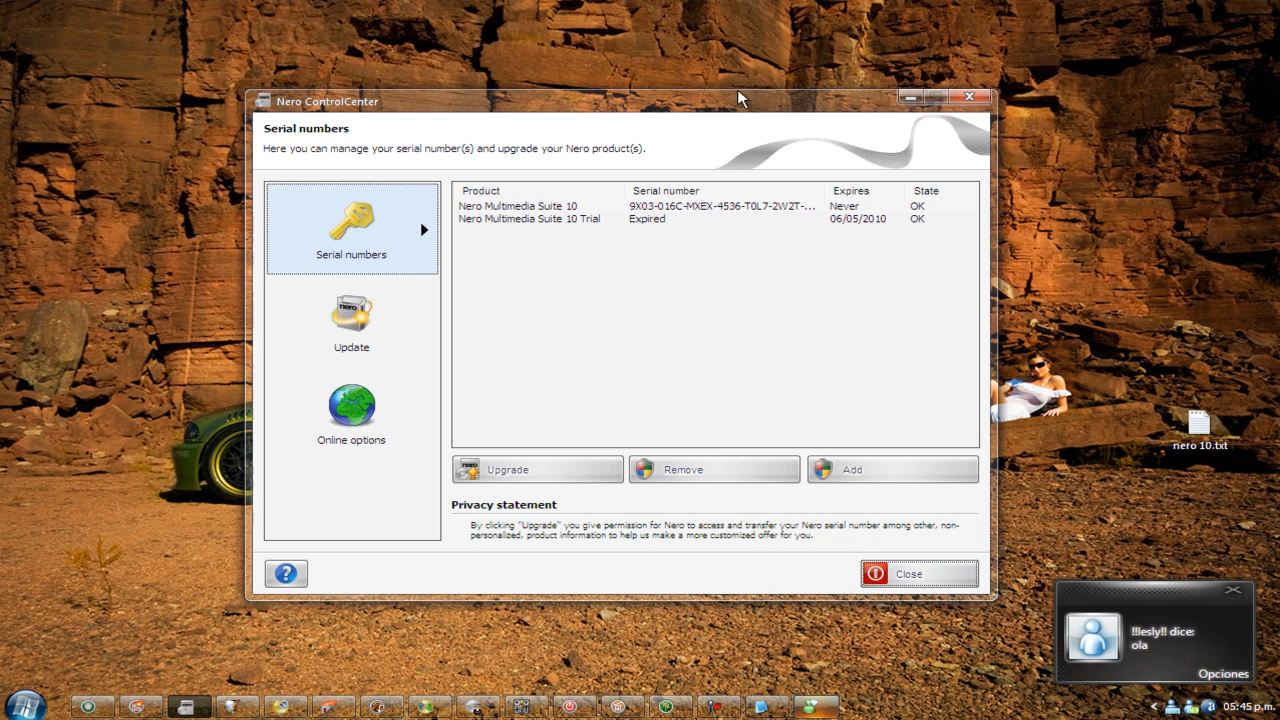 Nero ControlCenter
Serial numbers
Here you can manage your serial number(s) and upgrade your Nero product(s).
Serial numbers
Update
Online options
Product Serial number Expires State
Nero Multimedia Suite 10 9X03-016C-MXEX-4536-T0L7-2W2T-... Never OK
Nero Multimedia Suite 10 Trial Expired 06/05/2010 OK
Upgrade Remove Add
Privacy statement
By clicking "Upgrade" you give permission for Nero to access and transfer your Nero serial number among other, non-
personalized, product information to help us make a more customized offer for you.
Close
nero 10.txt
!!lesly!! dice:
ola
Opciones
05:45 p.m.